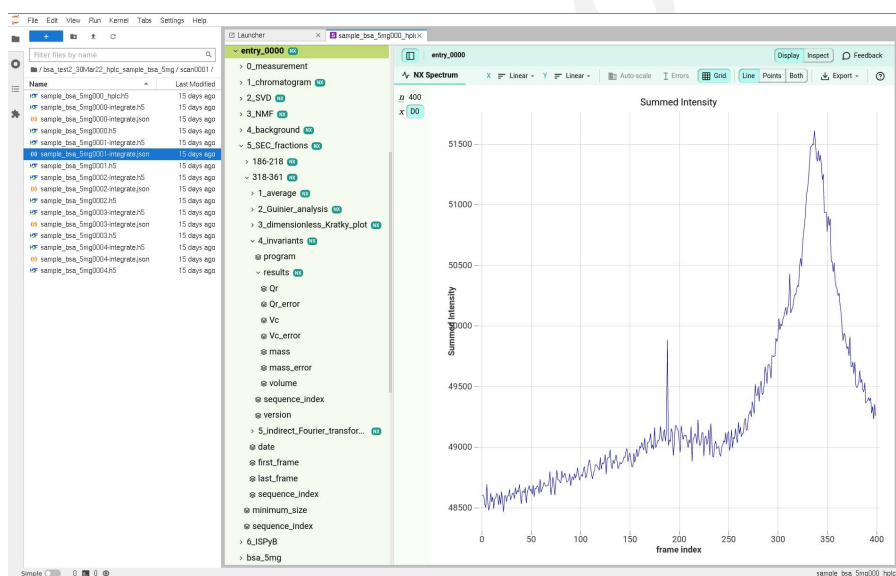 File Edit View Run Kernel Tabs Settings Help
Filter files by name
/ bsa_test2_30Mar22_hplc_sample_bsa_5mg / scan0001 /
Name Last Modified
sample_bsa_5mg000_hplc.h5 15 days ago
sample_bsa_5mg0000-integrate.h5 15 days ago
sample_bsa_5mg0000-integrate.json 15 days ago
sample_bsa_5mg0000.h5 15 days ago
sample_bsa_5mg0001-integrate.h5 15 days ago
sample_bsa_5mg0001-integrate.json 15 days ago
sample_bsa_5mg0001.h5 15 days ago
sample_bsa_5mg0002-integrate.h5 15 days ago
sample_bsa_5mg0002-integrate.json 15 days ago
sample_bsa_5mg0002.h5 15 days ago
sample_bsa_5mg0003-integrate.h5 15 days ago
sample_bsa_5mg0003-integrate.json 15 days ago
sample_bsa_5mg0003.h5 15 days ago
sample_bsa_5mg0004-integrate.h5 15 days ago
sample_bsa_5mg0004-integrate.json 15 days ago
sample_bsa_5mg0004.h5 15 days ago
Launcher
sample_bsa_5mg000_hplc
entry_0000 NX
0_measurement
1_chromatogram NX
2_SVD NX
3_NMF NX
4_background NX
5_SEC_fractions NX
186-218 NX
318-361 NX
1_average NX
2_Guinier_analysis NX
3_dimensionless_Kratky_plot NX
4_invariants NX
program
results NX
Qr
Qr_error
Vc
Vc_error
mass
mass_error
volume
sequence_index
version
5_indirect_Fourier_transfor... NX
date
first_frame
last_frame
sequence_index
minimum_size
sequence_index
6_ISPyB
bsa_5mg
entry_0000
Display Inspect Feedback
NX Spectrum X Linear Y Linear Auto-scale Errors Grid Line Points Both Export
n 400
x D0
Summed Intensity
Summed Intensity
51500
51000
50500
50000
49500
49000
48500
0 50 100 150 200 250 300 350 400
frame index
Simple 0 0
sample_bsa_5mg000_hplc